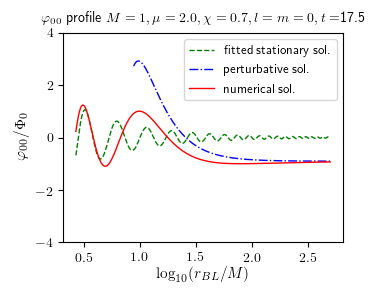 φ₀₀ profile M = 1, μ = 2.0, χ = 0.7, l = m = 0, t =17.5
fitted stationary sol.
perturbative sol.
numerical sol.
φ₀₀/Φ₀
4
2
0
−2
−4
0.5 1.0 1.5 2.0 2.5
log₁₀(r_BL/M)